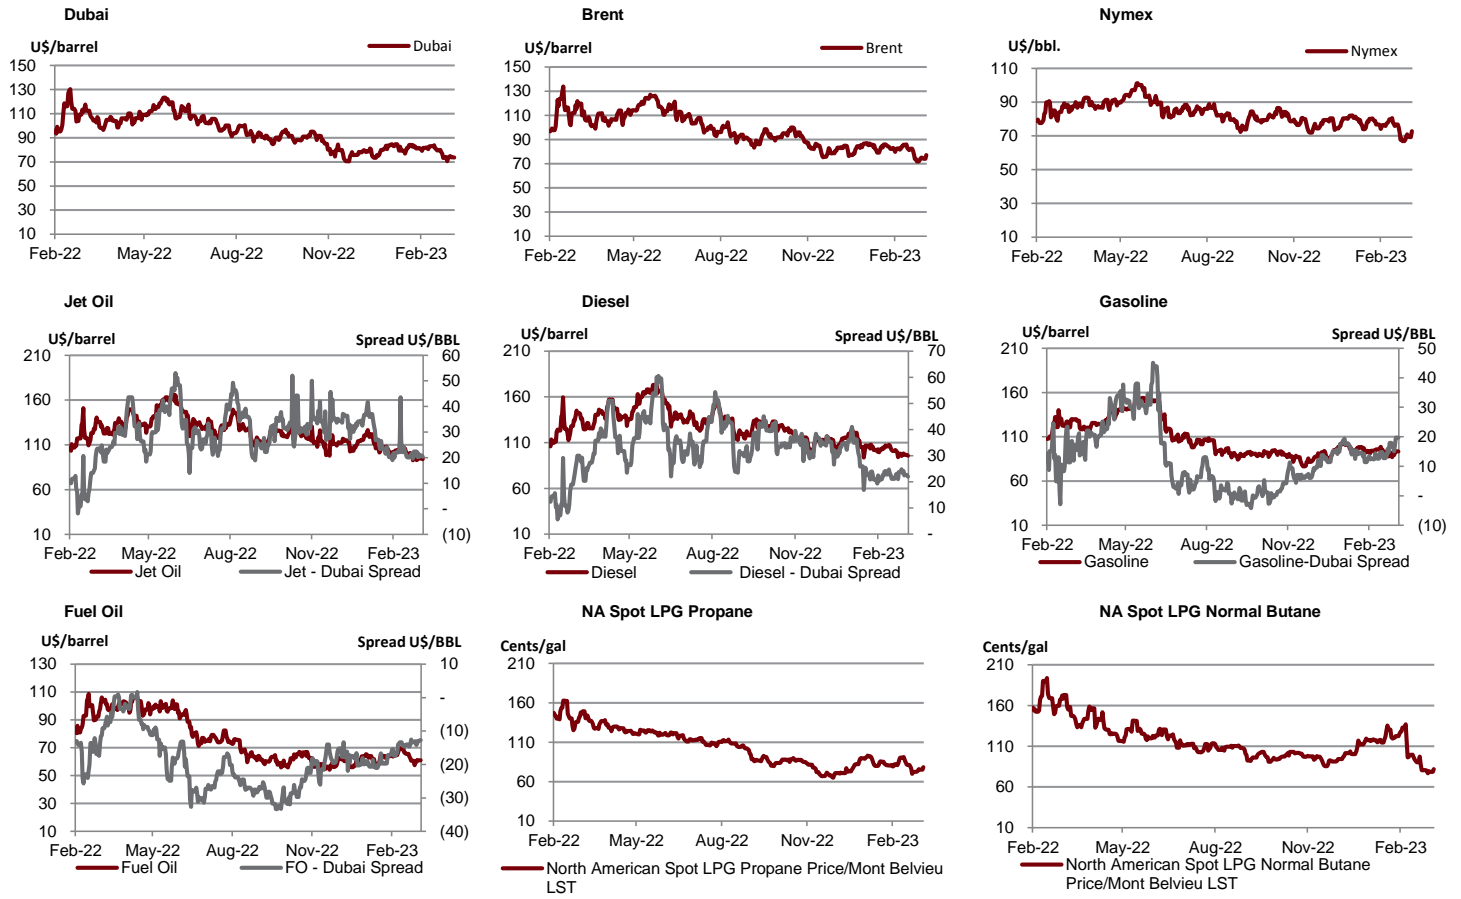 Dubai
U$/barrel
Dubai
150
130
110
90
70
50
30
10
Feb-22 May-22 Aug-22 Nov-22 Feb-23
Brent
U$/barrel
Brent
150
130
110
90
70
50
30
10
Feb-22 May-22 Aug-22 Nov-22 Feb-23
Nymex
U$/bbl.
Nymex
110
90
70
50
30
10
Feb-22 May-22 Aug-22 Nov-22 Feb-23
Jet Oil
U$/barrel
Spread U$/BBL
210
160
110
60
10
60
50
40
30
20
10
-
(10)
Feb-22 May-22 Aug-22 Nov-22 Feb-23
Jet Oil
Jet - Dubai Spread
Diesel
U$/barrel
Spread U$/BBL
210
160
110
60
10
70
60
50
40
30
20
10
-
Feb-22 May-22 Aug-22 Nov-22 Feb-23
Diesel
Diesel - Dubai Spread
Gasoline
U$/barrel
Spread U$/BBL
210
160
110
60
10
50
40
30
20
10
-
(10)
Feb-22 May-22 Aug-22 Nov-22 Feb-23
Gasoline
Gasoline-Dubai Spread
Fuel Oil
U$/barrel
Spread U$/BBL
130
110
90
70
50
30
10
10
-
(10)
(20)
(30)
(40)
Feb-22 May-22 Aug-22 Nov-22 Feb-23
Fuel Oil
FO - Dubai Spread
NA Spot LPG Propane
Cents/gal
210
160
110
60
10
Feb-22 May-22 Aug-22 Nov-22 Feb-23
North American Spot LPG Propane Price/Mont Belvieu
LST
NA Spot LPG Normal Butane
Cents/gal
210
160
110
60
10
Feb-22 May-22 Aug-22 Nov-22 Feb-23
North American Spot LPG Normal Butane
Price/Mont Belvieu LST